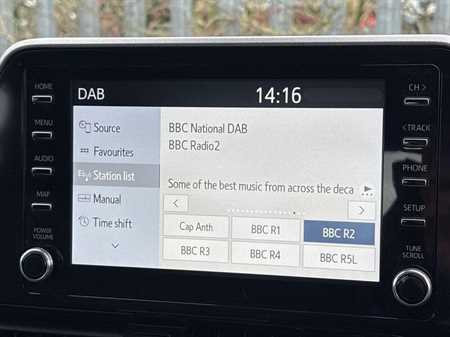 DAB 14:16
HOME
MENU
AUDIO
MAP
POWER
VOLUME
Source
Favourites
Station list
Manual
Time shift
BBC National DAB
BBC Radio2
Some of the best music from across the deca
Cap Anth BBC R1 BBC R2
BBC R3 BBC R4 BBC R5L
CH
TRACK
PHONE
SETUP
TUNE
SCROLL